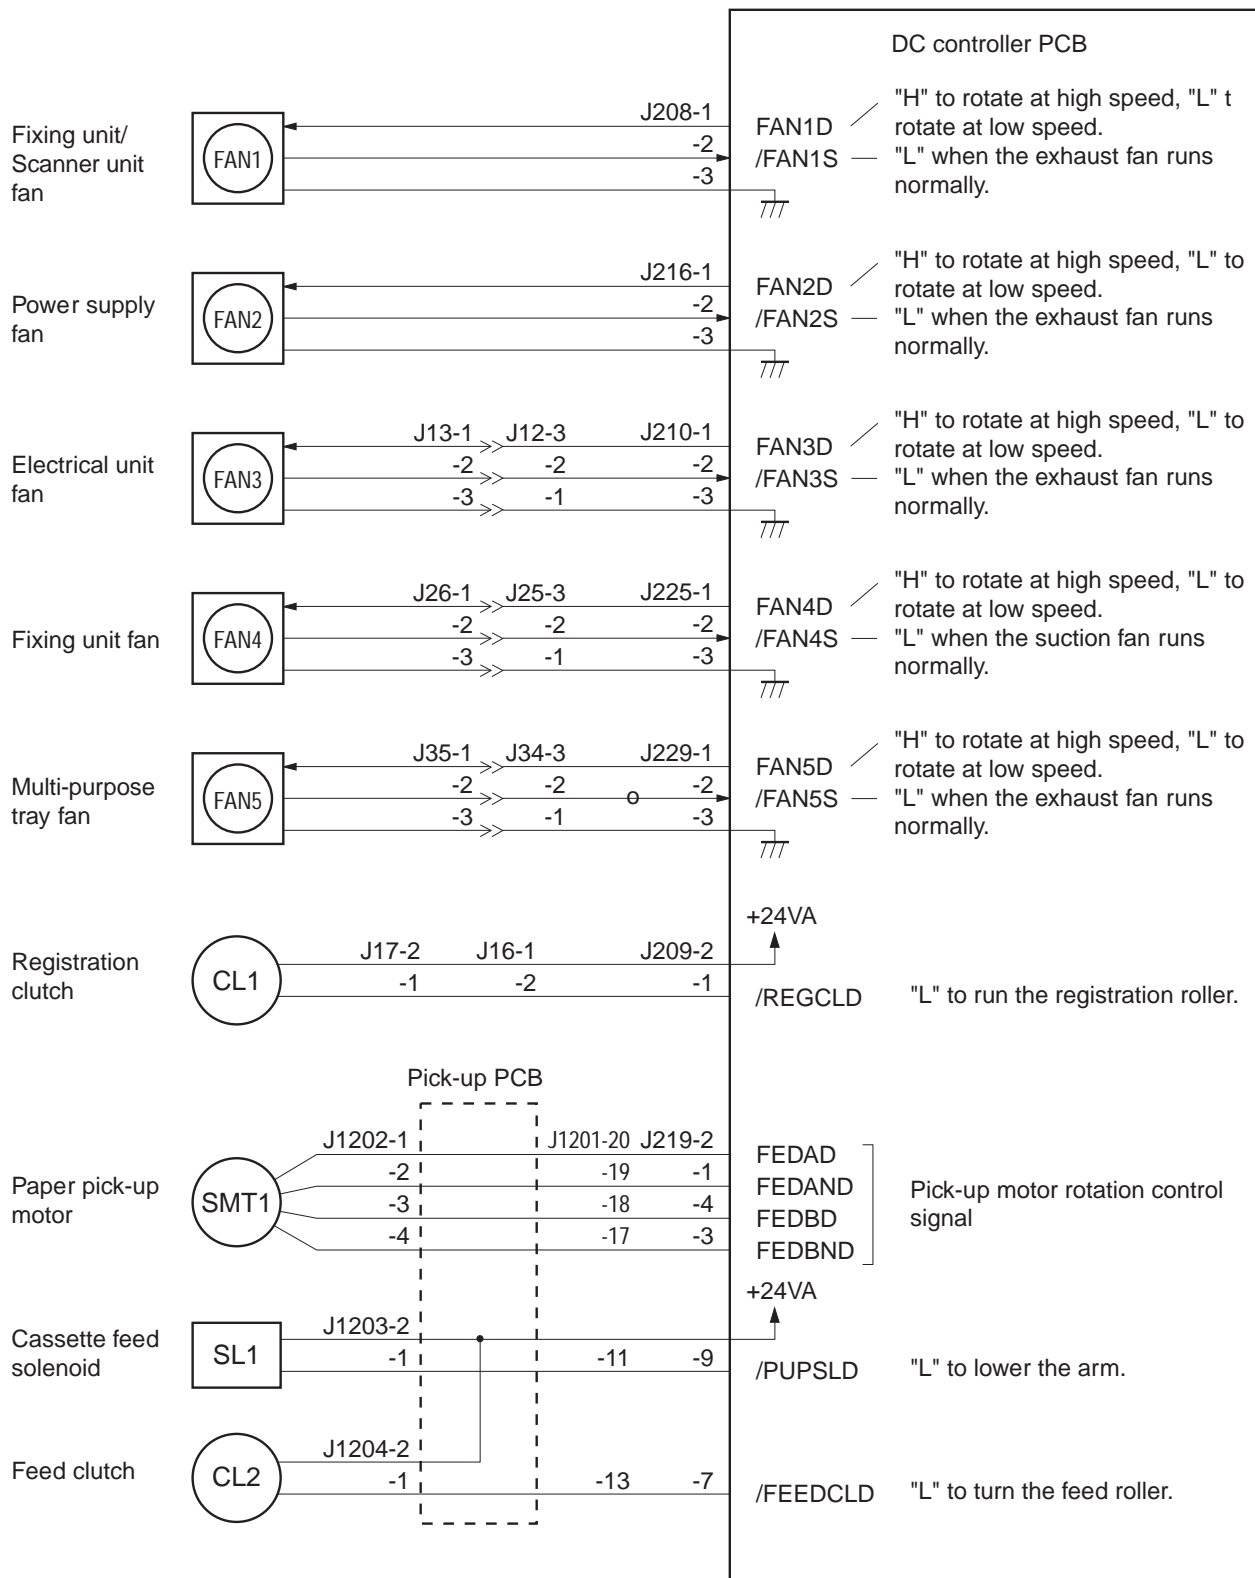 DC controller PCB
Fixing unit/
Scanner unit
fan
FAN1
J208-1
-2
-3
FAN1D
/FAN1S
"H" to rotate at high speed, "L" t
rotate at low speed.
"L" when the exhaust fan runs
normally.
Power supply
fan
FAN2
J216-1
-2
-3
FAN2D
/FAN2S
"H" to rotate at high speed, "L" to
rotate at low speed.
"L" when the exhaust fan runs
normally.
Electrical unit
fan
FAN3
J13-1 J12-3 J210-1
-2 -2 -2
-3 -1 -3
FAN3D
/FAN3S
"H" to rotate at high speed, "L" to
rotate at low speed.
"L" when the exhaust fan runs
normally.
Fixing unit fan
FAN4
J26-1 J25-3 J225-1
-2 -2 -2
-3 -1 -3
FAN4D
/FAN4S
"H" to rotate at high speed, "L" to
rotate at low speed.
"L" when the suction fan runs
normally.
Multi-purpose
tray fan
FAN5
J35-1 J34-3 J229-1
-2 -2 o -2
-3 -1 -3
FAN5D
/FAN5S
"H" to rotate at high speed, "L" to
rotate at low speed.
"L" when the exhaust fan runs
normally.
+24VA
Registration
clutch
CL1
J17-2 J16-1 J209-2
-1 -2 -1
/REGCLD
"L" to run the registration roller.
Pick-up PCB
Paper pick-up
motor
SMT1
J1202-1 J1201-20 J219-2
-2 -19 -1
-3 -18 -4
-4 -17 -3
FEDAD
FEDAND
FEDBD
FEDBND
Pick-up motor rotation control
signal
+24VA
Cassette feed
solenoid
SL1
J1203-2
-1 -11 -9
/PUPSLD
"L" to lower the arm.
Feed clutch
CL2
J1204-2
-1 -13 -7
/FEEDCLD
"L" to turn the feed roller.